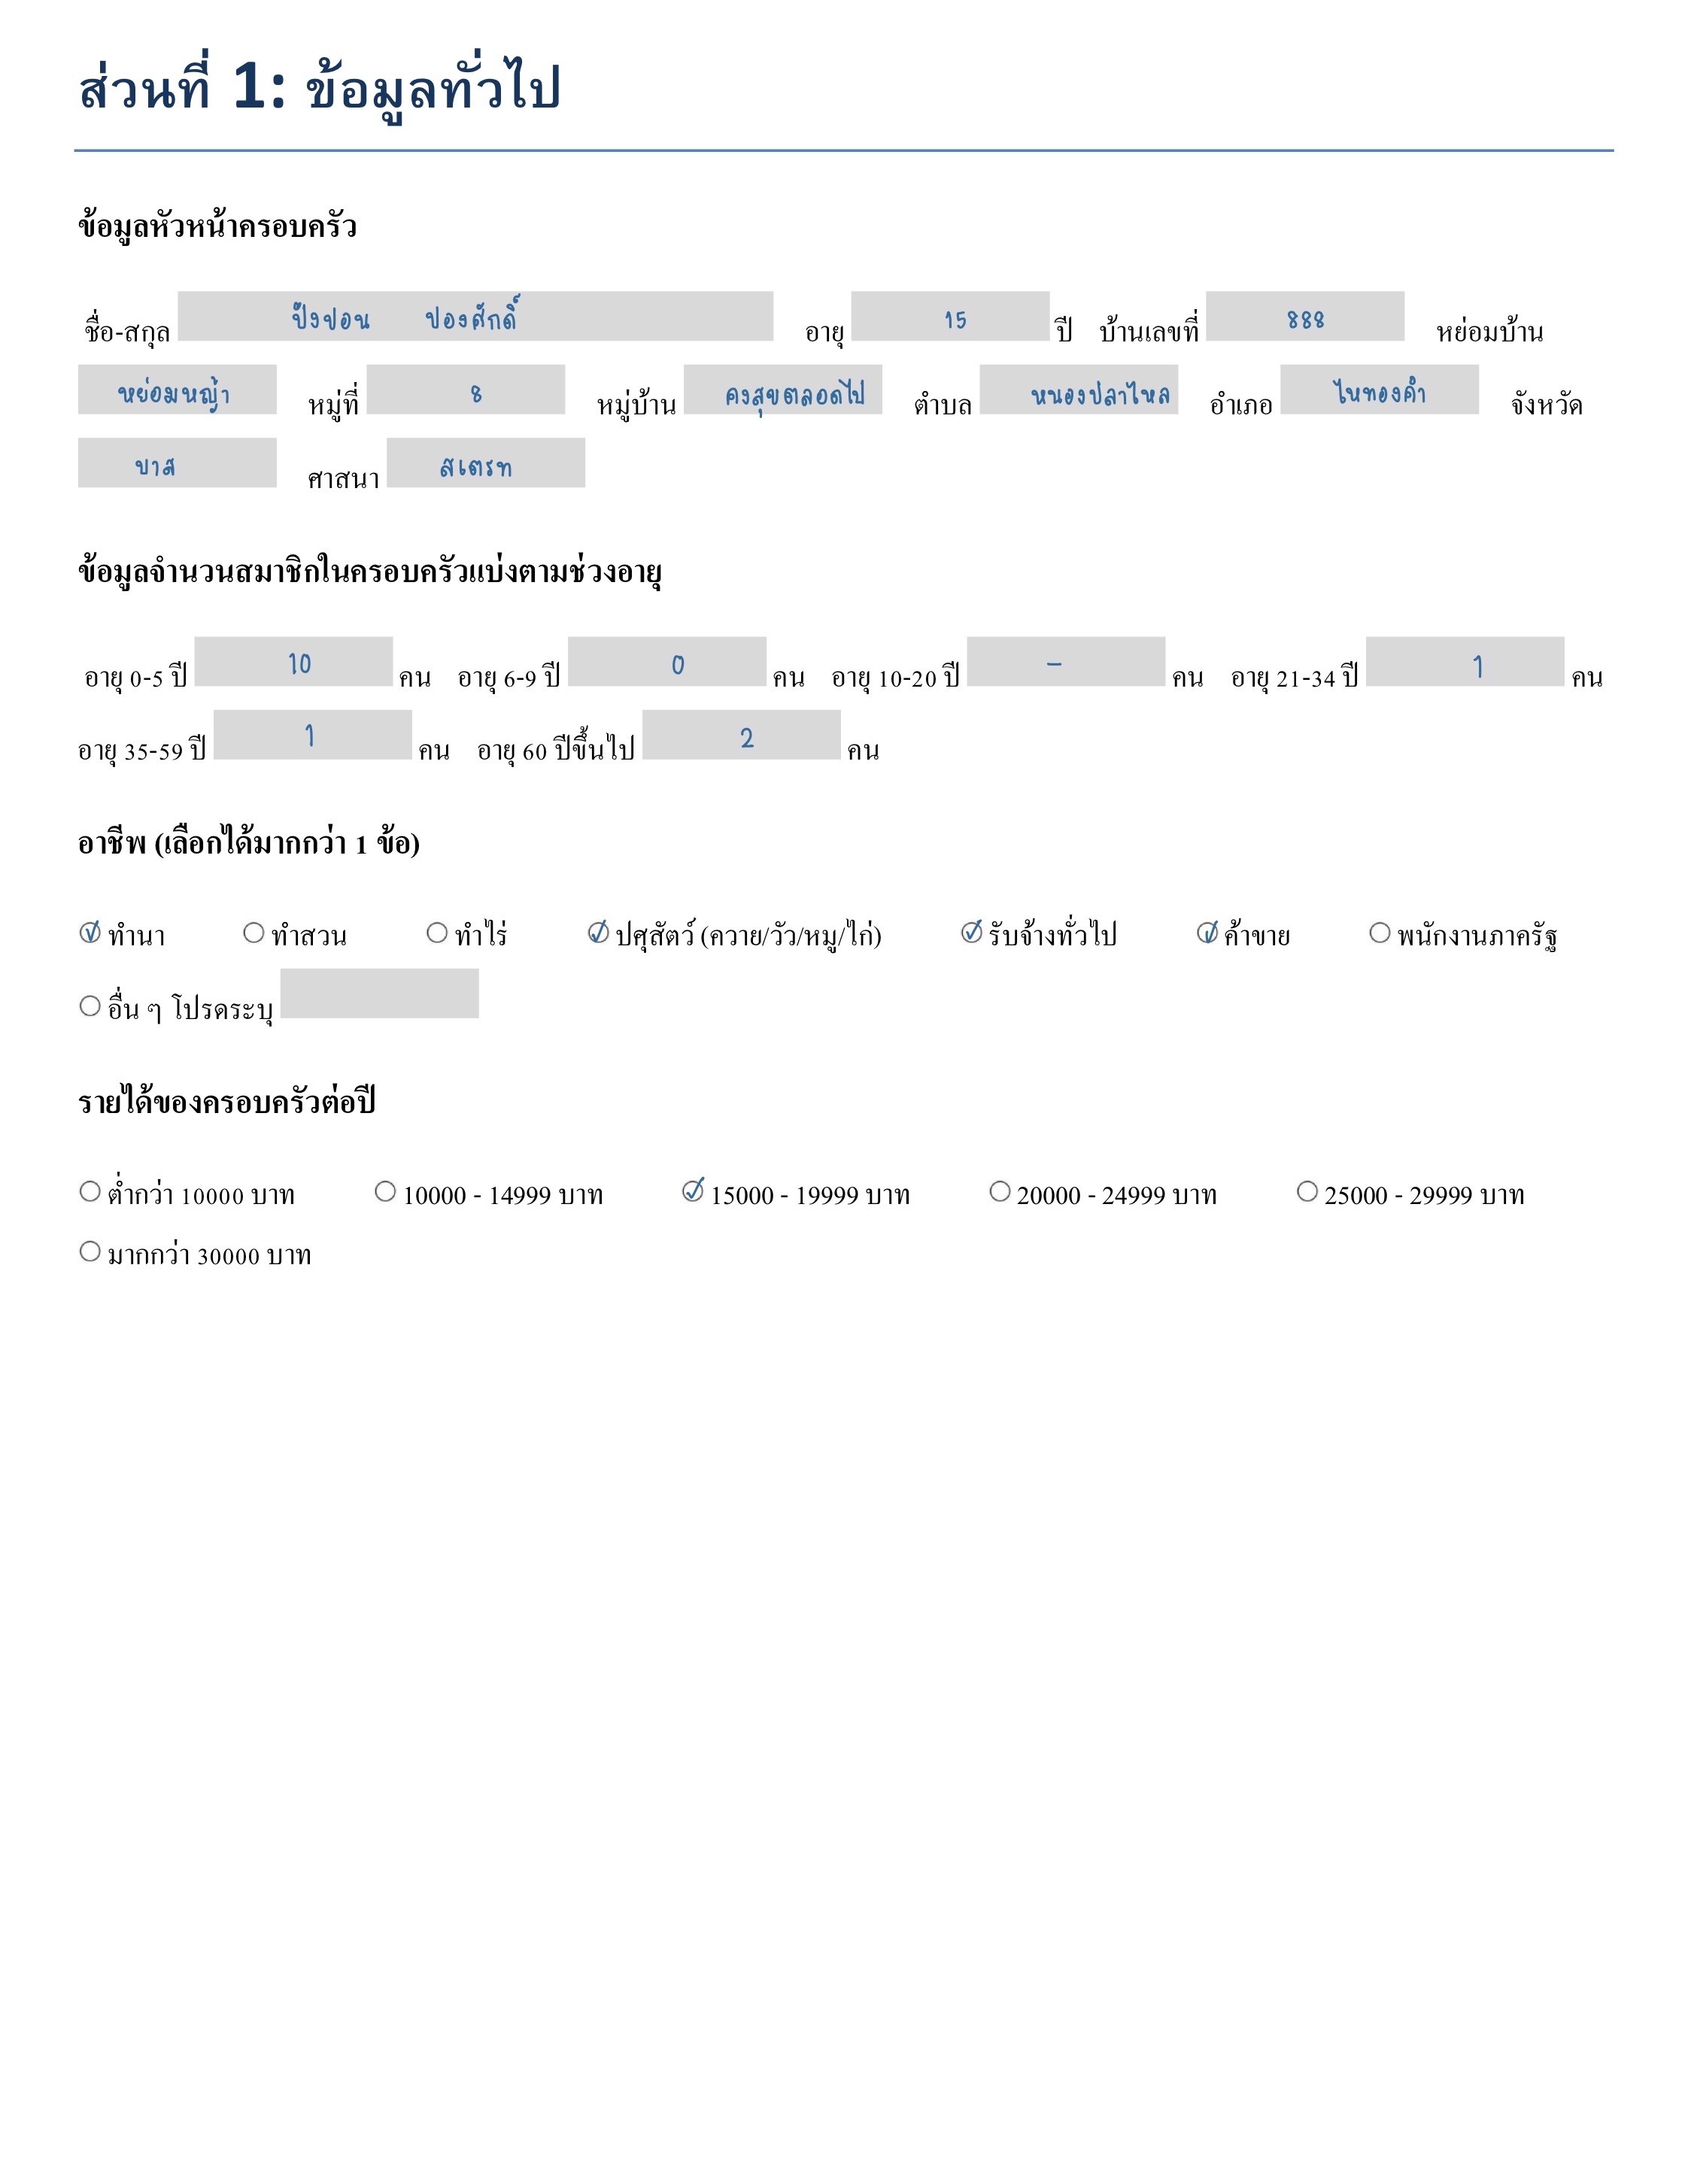 ส่วนที่ 1: ข้อมูลทั่วไป
ข้อมูลหัวหน้าครอบครัว
ชื่อ-สกุล ปิงปอน ปองศักดิ์ อายุ 15 ปี บ้านเลขที่ 888 หย่อมบ้าน
หย่อมหญ้า หมู่ที่ 8 หมู่บ้าน คงสุขตลอดไป ตำบล หนองปลาไหล อำเภอ ไหทองคำ จังหวัด
ปาส ศาสนา สเตรท
ข้อมูลจำนวนสมาชิกในครอบครัวแบ่งตามช่วงอายุ
อายุ 0-5 ปี 10 คน อายุ 6-9 ปี 0 คน อายุ 10-20 ปี - คน อายุ 21-34 ปี 1 คน
อายุ 35-59 ปี 1 คน อายุ 60 ปีขึ้นไป 2 คน
อาชีพ (เลือกได้มากกว่า 1 ข้อ)
ทำนา ทำสวน ทำไร่ ปศุสัตว์ (ควาย/วัว/หมู/ไก่) รับจ้างทั่วไป ค้าขาย พนักงานภาครัฐ
อื่น ๆ โปรดระบุ
รายได้ของครอบครัวต่อปี
ต่ำกว่า 10000 บาท 10000 - 14999 บาท 15000 - 19999 บาท 20000 - 24999 บาท 25000 - 29999 บาท
มากกว่า 30000 บาท